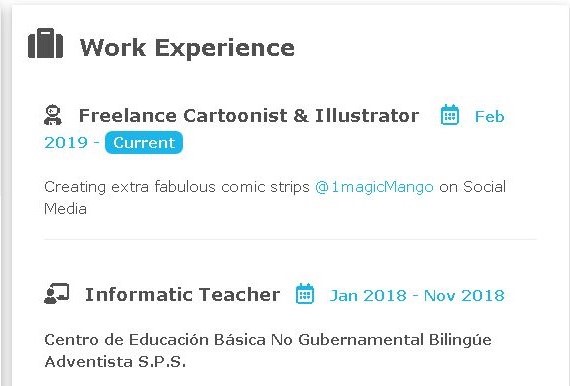 Work Experience
Freelance Cartoonist & Illustrator Feb
2019 - Current
Creating extra fabulous comic strips @1magicMango on Social
Media
Informatic Teacher Jan 2018 - Nov 2018
Centro de Educación Básica No Gubernamental Bilingúe
Adventista S.P.S.